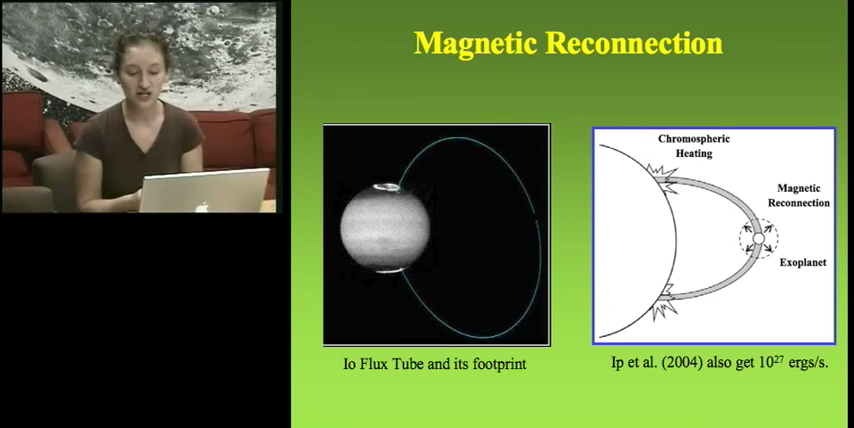 Magnetic Reconnection
Chromospheric
Heating
Magnetic
Reconnection
Exoplanet
Io Flux Tube and its footprint
Ip et al. (2004) also get 10²⁷ ergs/s.